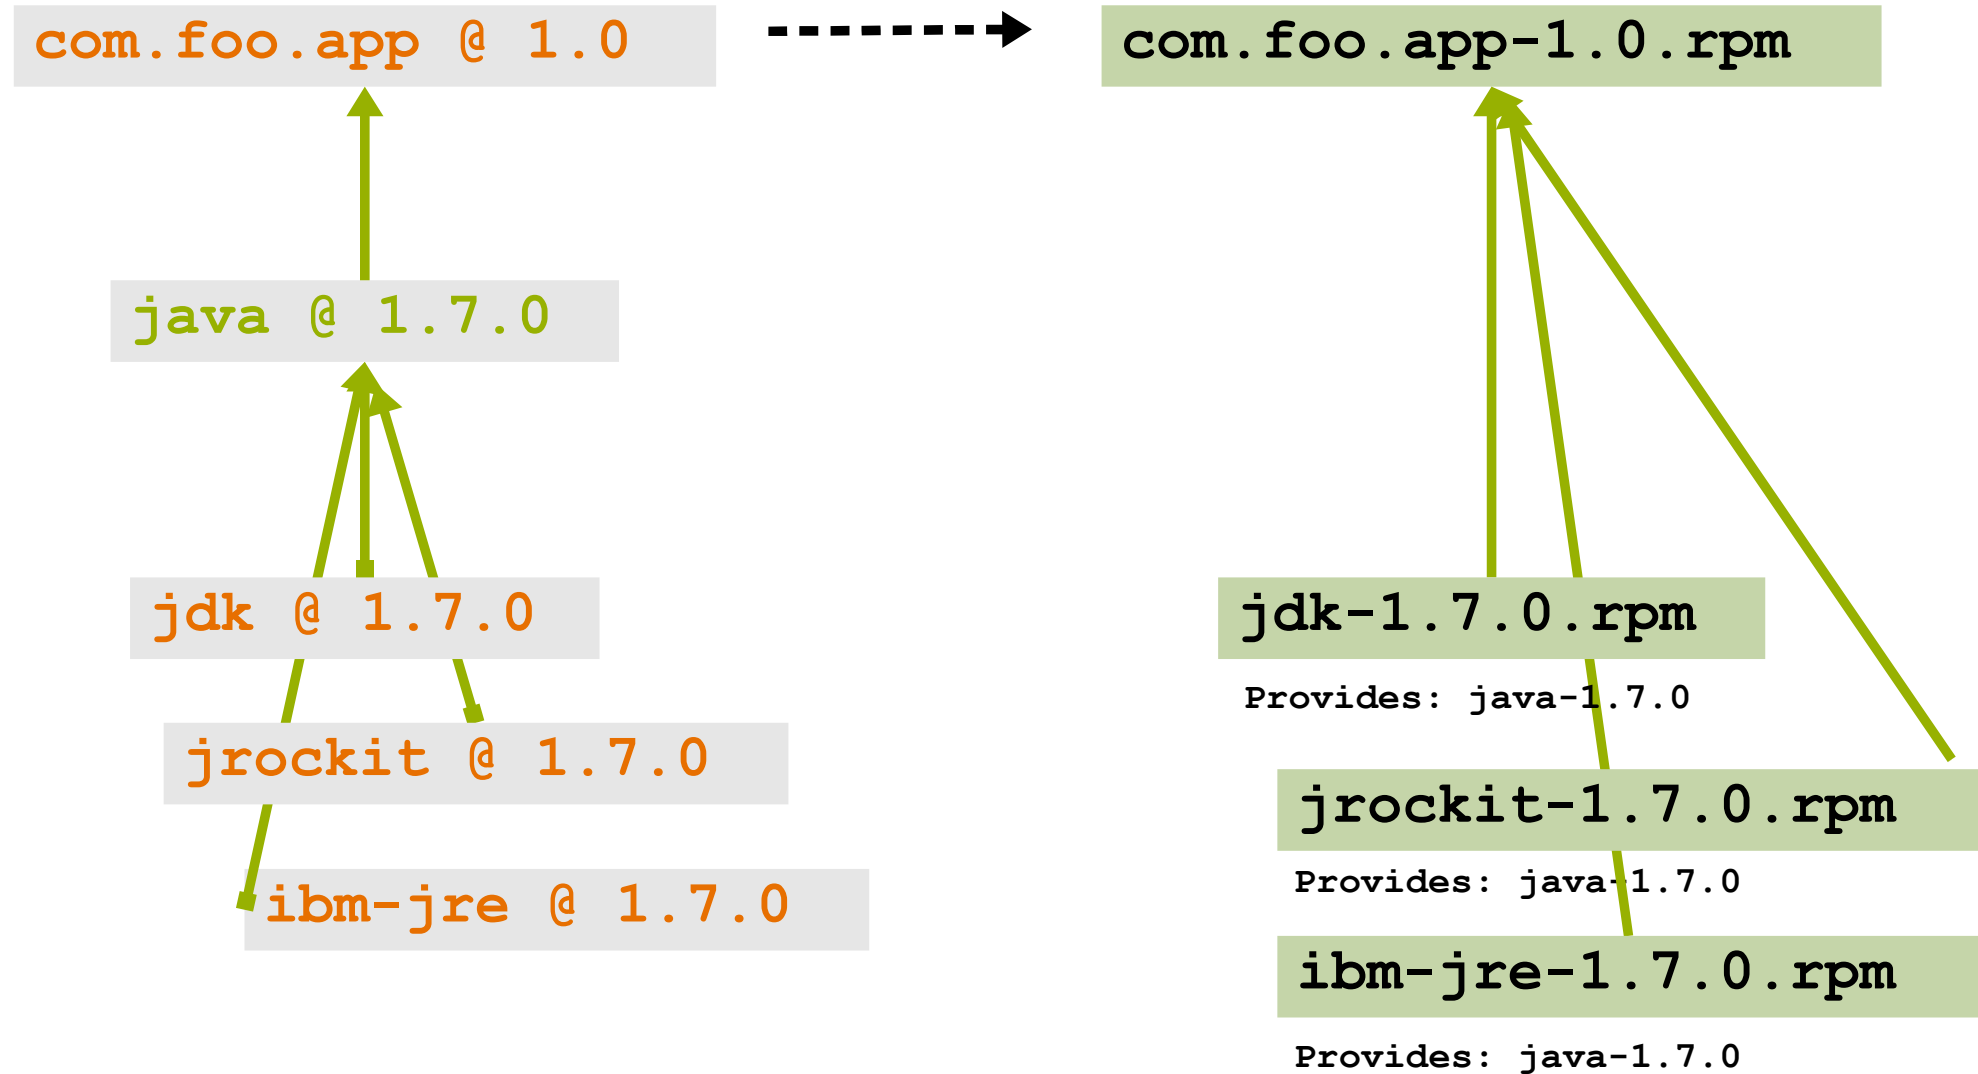 com.foo.app @ 1.0
com.foo.app-1.0.rpm
java @ 1.7.0
jdk @ 1.7.0
jrockit @ 1.7.0
ibm-jre @ 1.7.0
jdk-1.7.0.rpm
Provides: java-1.7.0
jrockit-1.7.0.rpm
Provides: java-1.7.0
ibm-jre-1.7.0.rpm
Provides: java-1.7.0